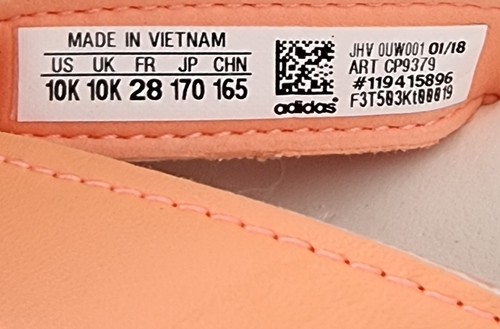 MADE IN VIETNAM
US UK FR JP CHN
10K 10K 28 170 165
adidas
JHV 0UW001 01/18
ART CP9379
#119415896
F3T503Kt00019